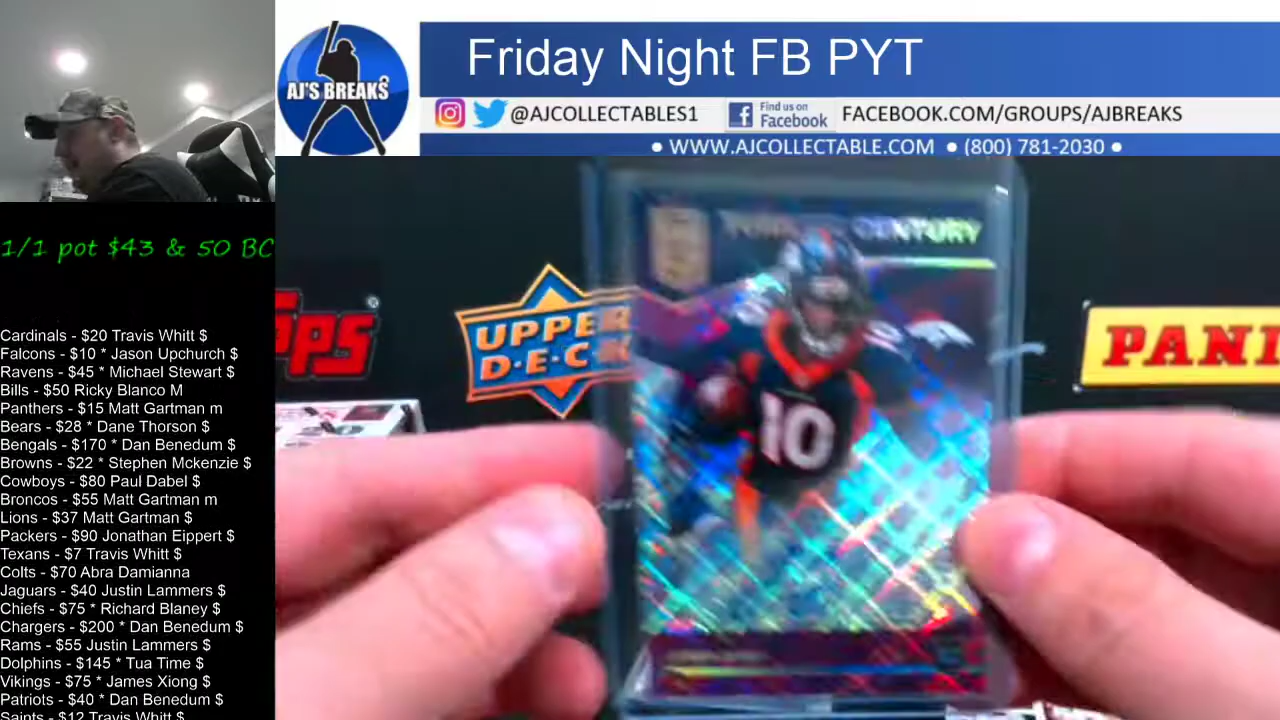 Friday Night FB PYT
AJ'S BREAKS
@AJCOLLECTABLES1
Find us on
Facebook
FACEBOOK.COM/GROUPS/AJBREAKS
• WWW.AJCOLLECTABLE.COM • (800) 781-2030 •
1/1 pot $43 & 50 BC
CENTURY
UPPER
D·E·C·K
PANI
10
Cardinals - $20 Travis Whitt $
Falcons - $10 * Jason Upchurch $
Ravens - $45 * Michael Stewart $
Bills - $50 Ricky Blanco M
Panthers - $15 Matt Gartman m
Bears - $28 * Dane Thorson $
Bengals - $170 * Dan Benedum $
Browns - $22 * Stephen Mckenzie $
Cowboys - $80 Paul Dabel $
Broncos - $55 Matt Gartman m
Lions - $37 Matt Gartman $
Packers - $90 Jonathan Eippert $
Texans - $7 Travis Whitt $
Colts - $70 Abra Damianna
Jaguars - $40 Justin Lammers $
Chiefs - $75 * Richard Blaney $
Chargers - $200 * Dan Benedum $
Rams - $55 Justin Lammers $
Dolphins - $145 * Tua Time $
Vikings - $75 * James Xiong $
Patriots - $40 * Dan Benedum $
Saints - $12 Travis Whitt $